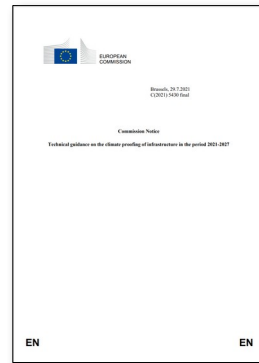 EUROPEAN
COMMISSION
Brussels, 29.7.2021
C(2021) 5430 final
Commission Notice
Technical guidance on the climate proofing of infrastructure in the period 2021-2027
EN EN